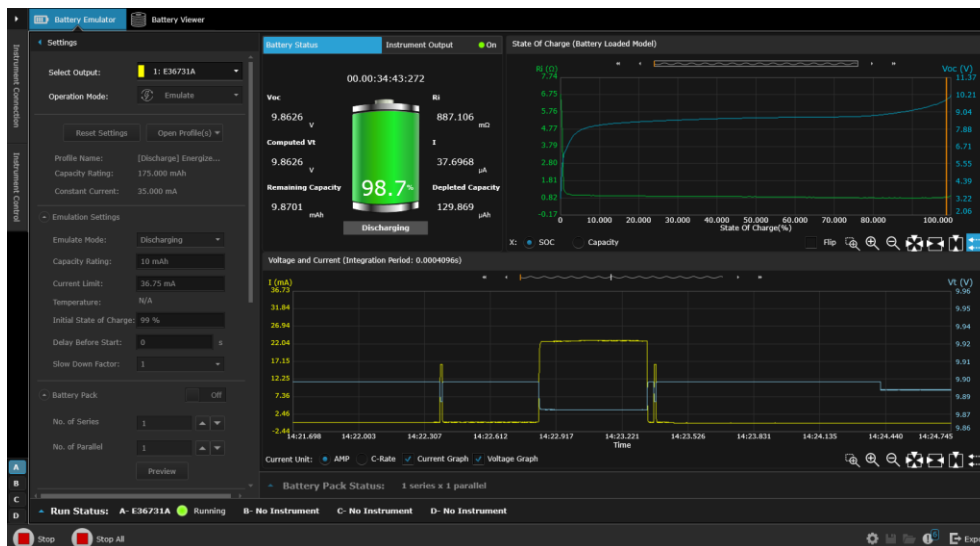 Battery Emulator
Battery Viewer
Instrument Connection
Instrument Control
Settings
Select Output:
1: E36731A
Operation Mode:
Emulate
Reset Settings
Open Profile(s)
Profile Name:
[Discharge] Energize...
Capacity Rating:
175.000 mAh
Constant Current:
35.000 mA
Emulation Settings
Emulate Mode:
Discharging
Capacity Rating:
10 mAh
Current Limit:
36.75 mA
Temperature:
N/A
Initial State of Charge:
99 %
Delay Before Start:
0
s
Slow Down Factor:
1
Battery Pack
Off
No. of Series
1
No. of Parallel
1
Preview
Battery Status
Instrument Output
On
00.00:34:43:272
Voc
9.8626
V
Ri
887.106
mΩ
Computed Vt
9.8626
V
I
37.6968
µA
Remaining Capacity
9.8701
mAh
98.7%
Depleted Capacity
129.869
µAh
Discharging
State Of Charge (Battery Loaded Model)
Ri (Ω)
Voc (V)
7.74
6.75
5.76
4.77
3.79
2.80
1.81
0.82
-0.17
11.37
10.21
9.04
7.88
6.71
5.55
4.39
3.22
2.06
0
10.000
20.000
30.000
40.000
50.000
60.000
70.000
80.000
100.000
State Of Charge(%)
X:
SOC
Capacity
Flip
Voltage and Current (Integration Period: 0.0004096s)
I (mA)
Vt (V)
36.73
31.84
26.94
22.04
17.15
12.25
7.36
2.46
-2.44
9.96
9.94
9.93
9.92
9.91
9.90
9.89
9.87
9.86
14:21.698
14:22.003
14:22.307
14:22.612
14:22.917
14:23.221
14:23.526
14:23.831
14:24.135
14:24.440
14:24.745
Time
Current Unit:
AMP
C-Rate
Current Graph
Voltage Graph
Battery Pack Status:
1 series x 1 parallel
A
B
C
D
Run Status:
A- E36731A
Running
B- No Instrument
C- No Instrument
D- No Instrument
Stop
Stop All
Expo